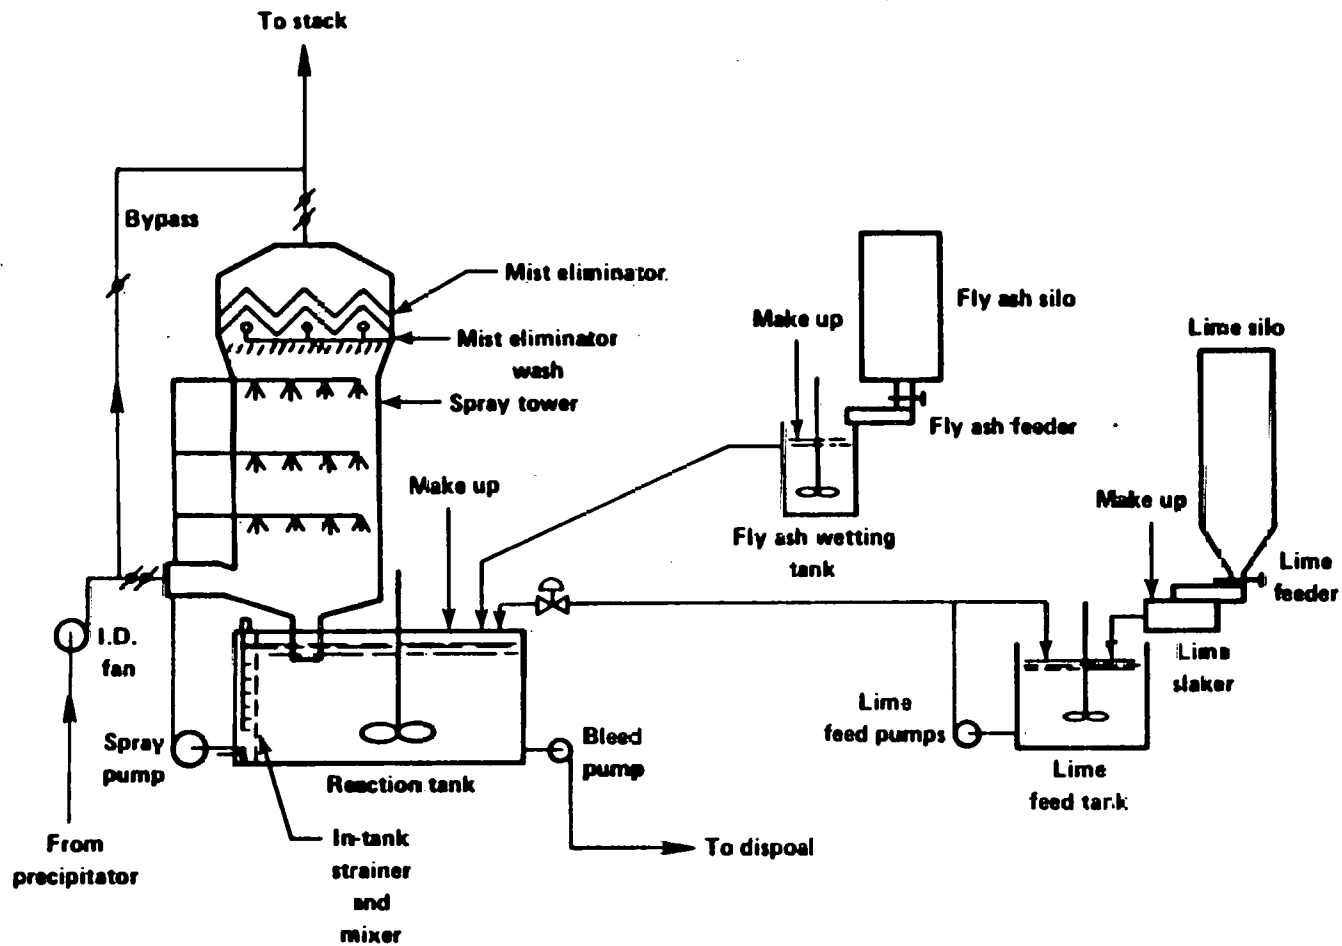 To stack
Bypass
Mist eliminator.
Mist eliminator
wash
Spray tower
Make up
Make up
Fly ash silo
Fly ash feeder
Fly ash wetting
tank
Lime silo
Make up
Lime
feeder
Lime
slaker
Lime
feed pumps
Lime
feed tank
I.D.
fan
Spray
pump
Reaction tank
Bleed
pump
From
precipitator
In-tank
strainer
and
mixer
To dispoal